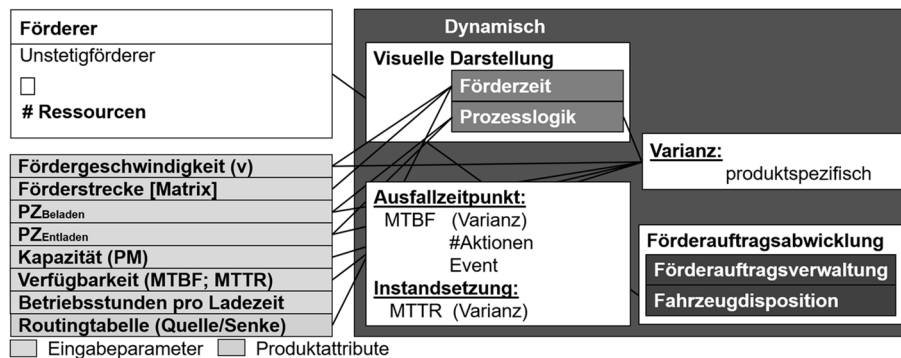 Förderer
Unstetigförderer
# Ressourcen
Fördergeschwindigkeit (v)
Förderstrecke [Matrix]
PZBeladen
PZEntladen
Kapazität (PM)
Verfügbarkeit (MTBF; MTTR)
Betriebsstunden pro Ladezeit
Routingtabelle (Quelle/Senke)
Dynamisch
Visuelle Darstellung
Förderzeit
Prozesslogik
Ausfallzeitpunkt:
MTBF (Varianz)
#Aktionen
Event
Instandsetzung:
MTTR (Varianz)
Varianz:
produktspezifisch
Förderauftragsabwicklung
Förderauftragsverwaltung
Fahrzeugdisposition
Eingabeparameter Produktattribute